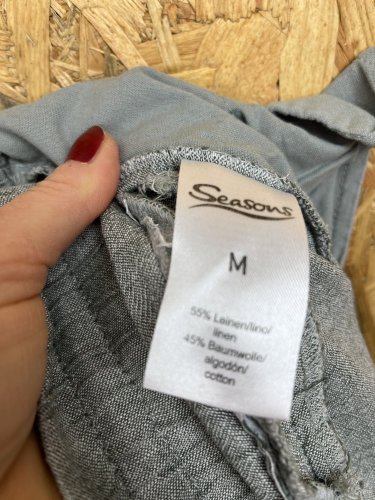 Seasons
M
55% Leinen/lino/
linen
45% Baumwolle/
algodón/
cotton